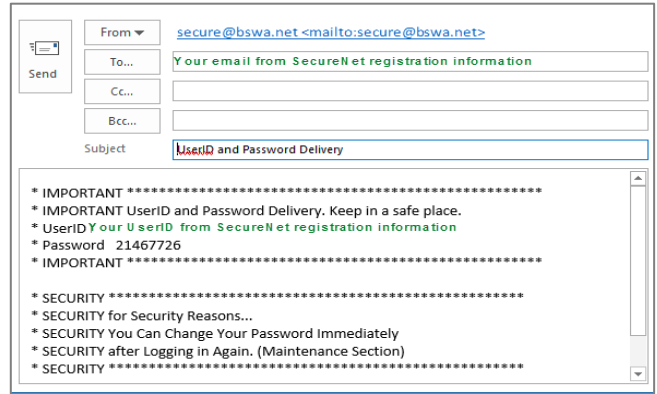 From
secure@bswa.net <mailto:secure@bswa.net>
Send
To...
Your email from SecureNet registration information
Cc...
Bcc...
Subject
UserID and Password Delivery
* IMPORTANT ****************************************************
* IMPORTANT UserID and Password Delivery. Keep in a safe place.
* UserID Your UserID from SecureNet registration information
* Password 21467726
* IMPORTANT ****************************************************
* SECURITY ****************************************************
* SECURITY for Security Reasons...
* SECURITY You Can Change Your Password Immediately
* SECURITY after Logging in Again. (Maintenance Section)
* SECURITY ****************************************************